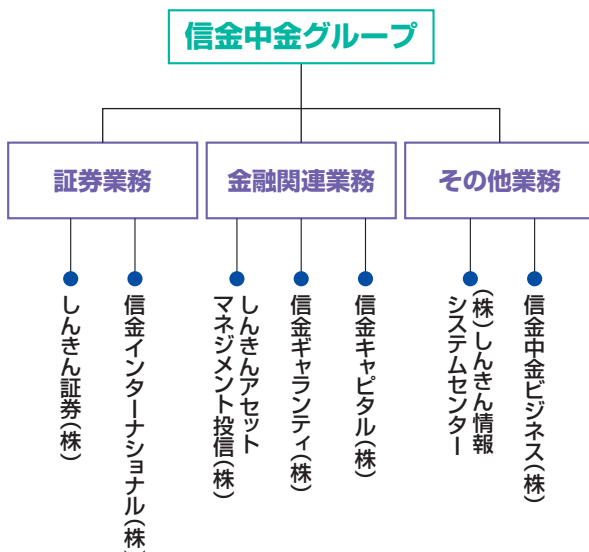 信金中金グループ
証券業務
金融関連業務
その他業務
しんきん証券(株)
信金インターナショナル(株)
しんきんアセット
マネジメント投信(株)
信金ギャランティ(株)
信金キャピタル(株)
(株)しんきん情報
システムセンター
信金中金ビジネス(株)